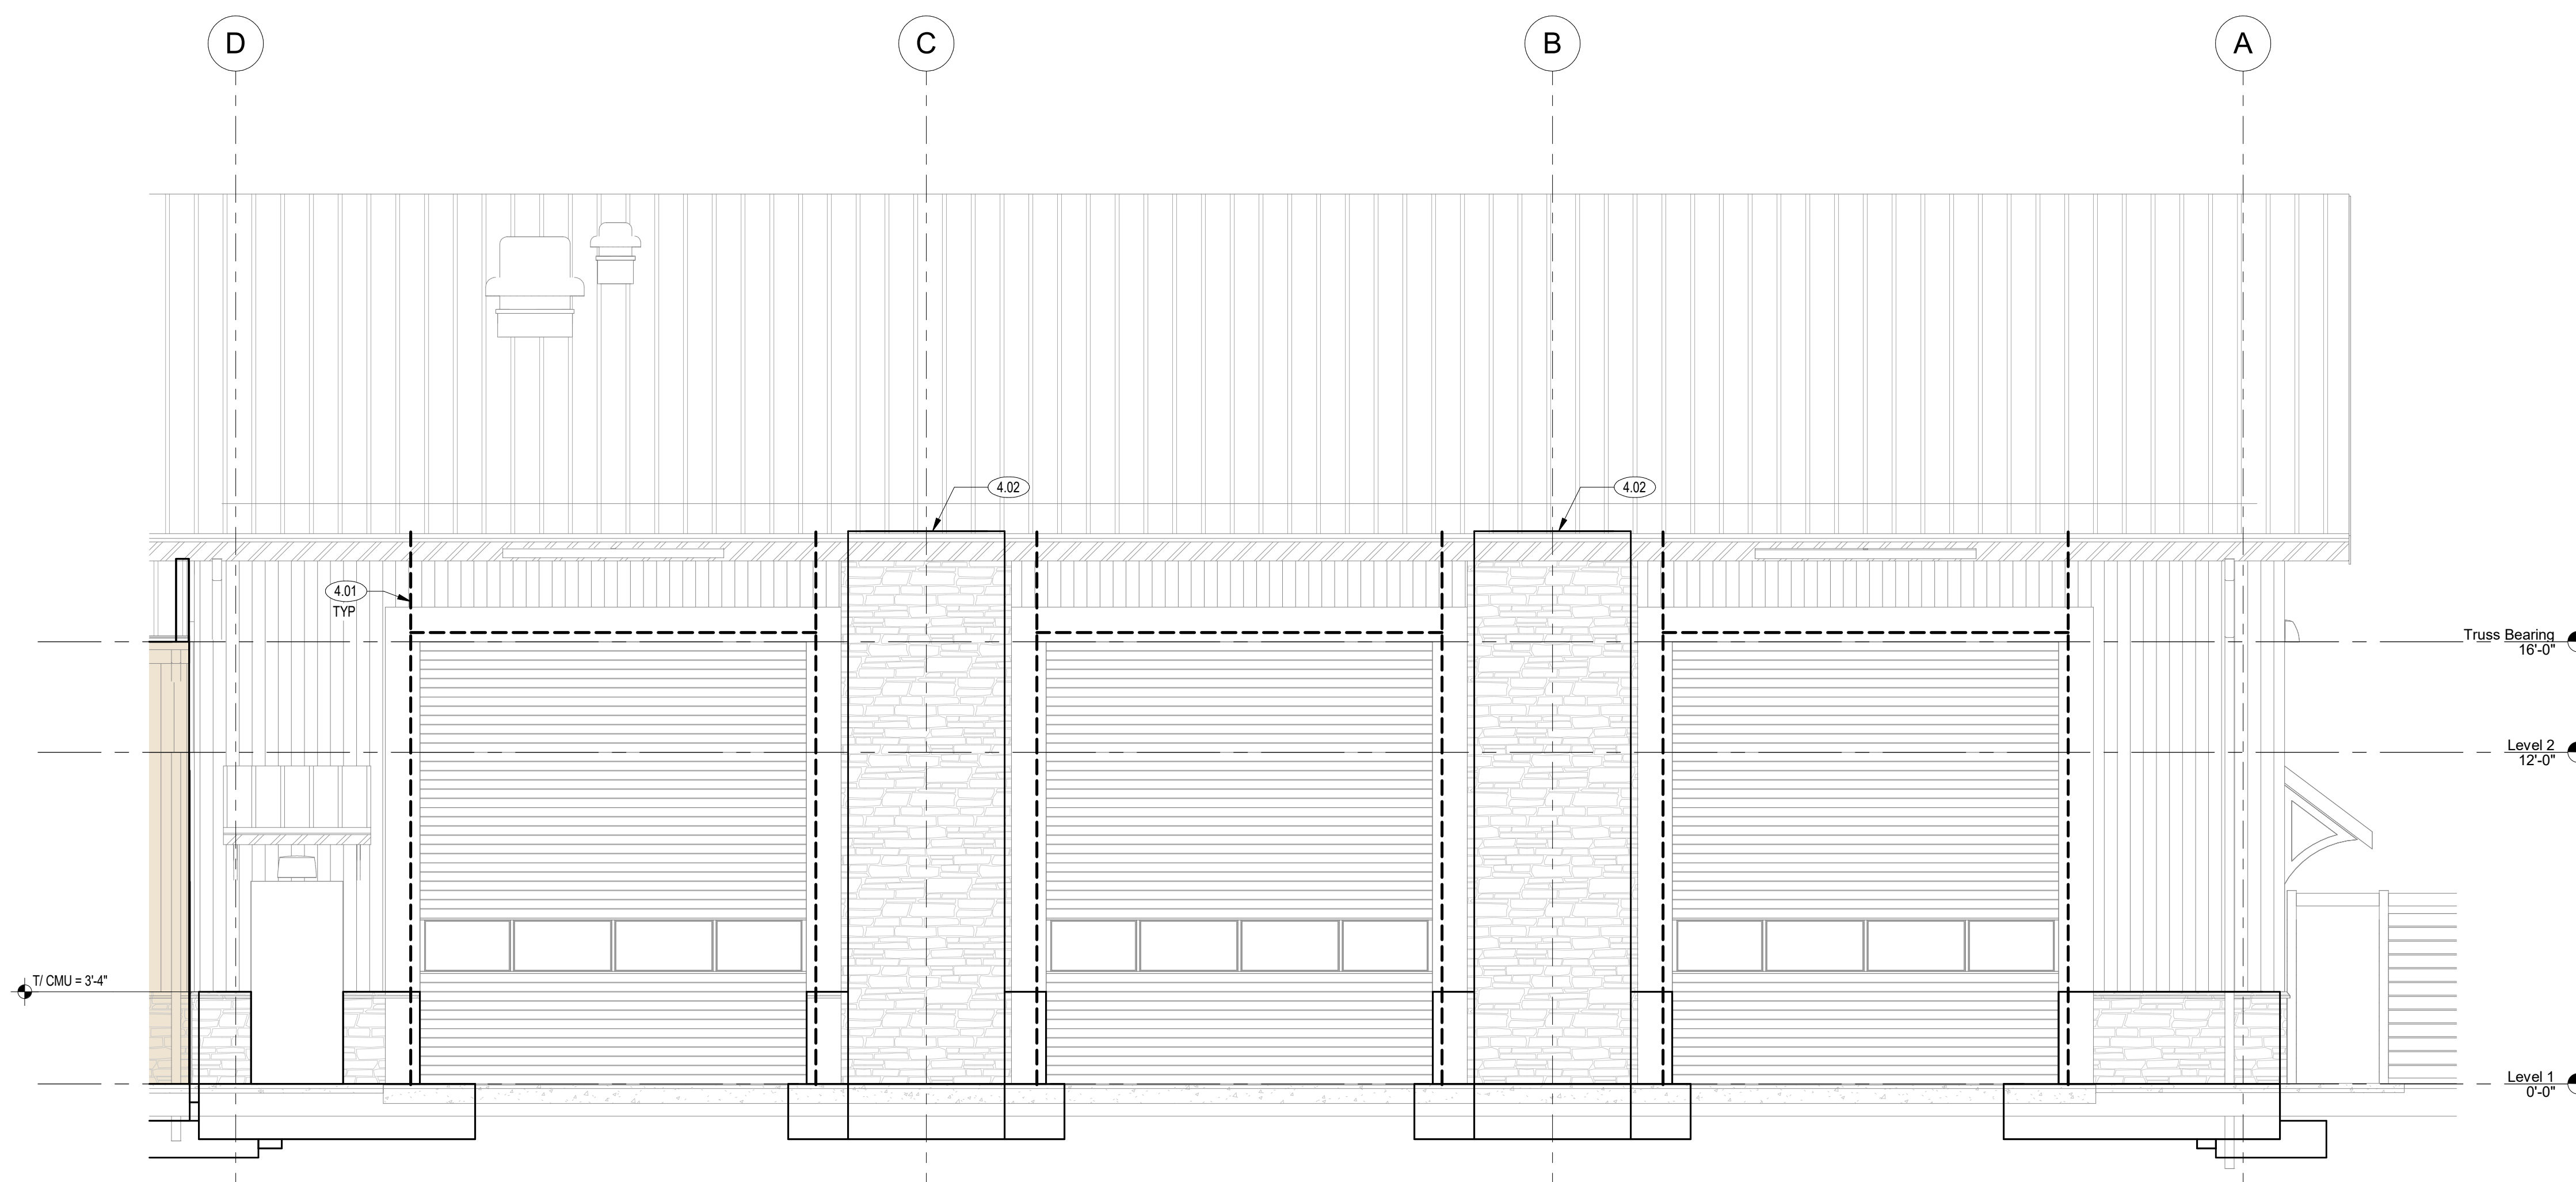 D
C
B
A
4.02
4.02
4.01
TYP
Truss Bearing
16'-0"
Level 2
12'-0"
T/ CMU = 3'-4"
Level 1
0'-0"